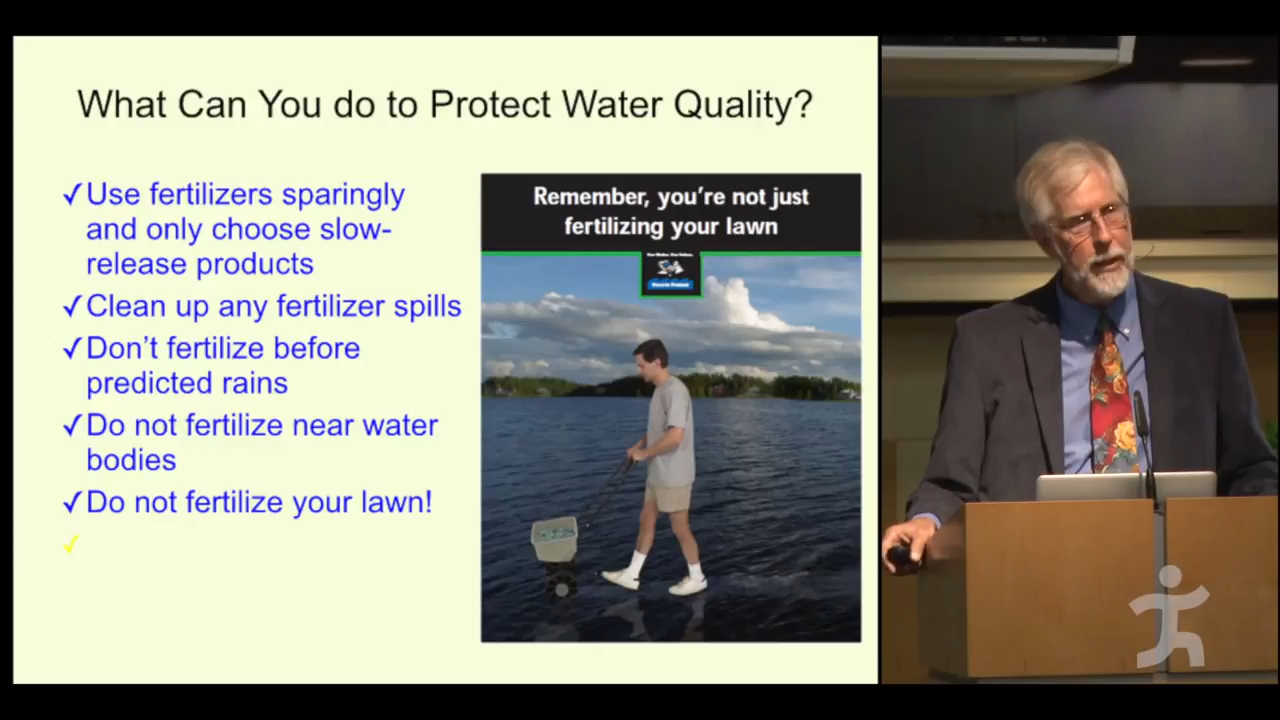 What Can You do to Protect Water Quality?
✓Use fertilizers sparingly
and only choose slow-
release products
✓Clean up any fertilizer spills
✓Don't fertilize before
predicted rains
✓Do not fertilize near water
bodies
✓Do not fertilize your lawn!
✓
Remember, you're not just
fertilizing your lawn